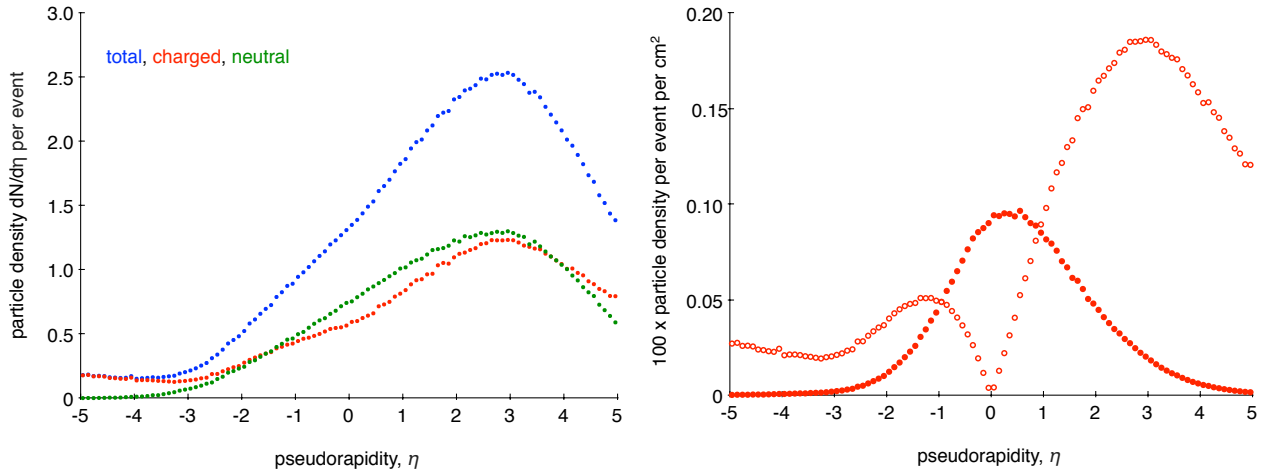 3.0
2.5
2.0
1.5
1.0
0.5
0
particle density dN/dη per event
total, charged, neutral
-5 -4 -3 -2 -1 0 1 2 3 4 5
pseudorapidity, η
0.20
0.15
0.10
0.05
0
100 x particle density per event per cm²
-5 -4 -3 -2 -1 0 1 2 3 4 5
pseudorapidity, η